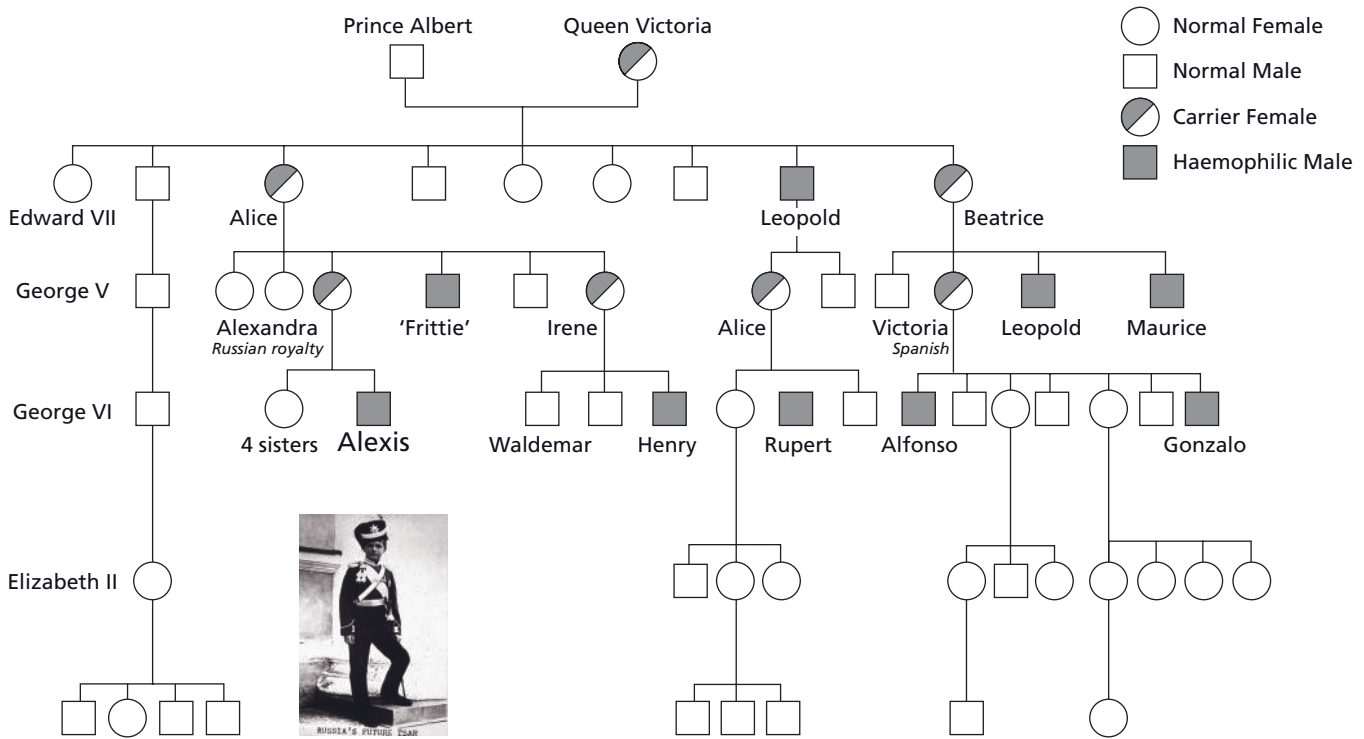 Prince Albert
Queen Victoria
Normal Female
Normal Male
Carrier Female
Haemophilic Male
Edward VII
Alice
Leopold
Beatrice
George V
Alexandra
Russian royalty
'Frittie'
Irene
Alice
Victoria
Spanish
Leopold
Maurice
George VI
4 sisters
Alexis
Waldemar
Henry
Rupert
Alfonso
Gonzalo
Elizabeth II
RUSSIA'S FUTURE TSAR